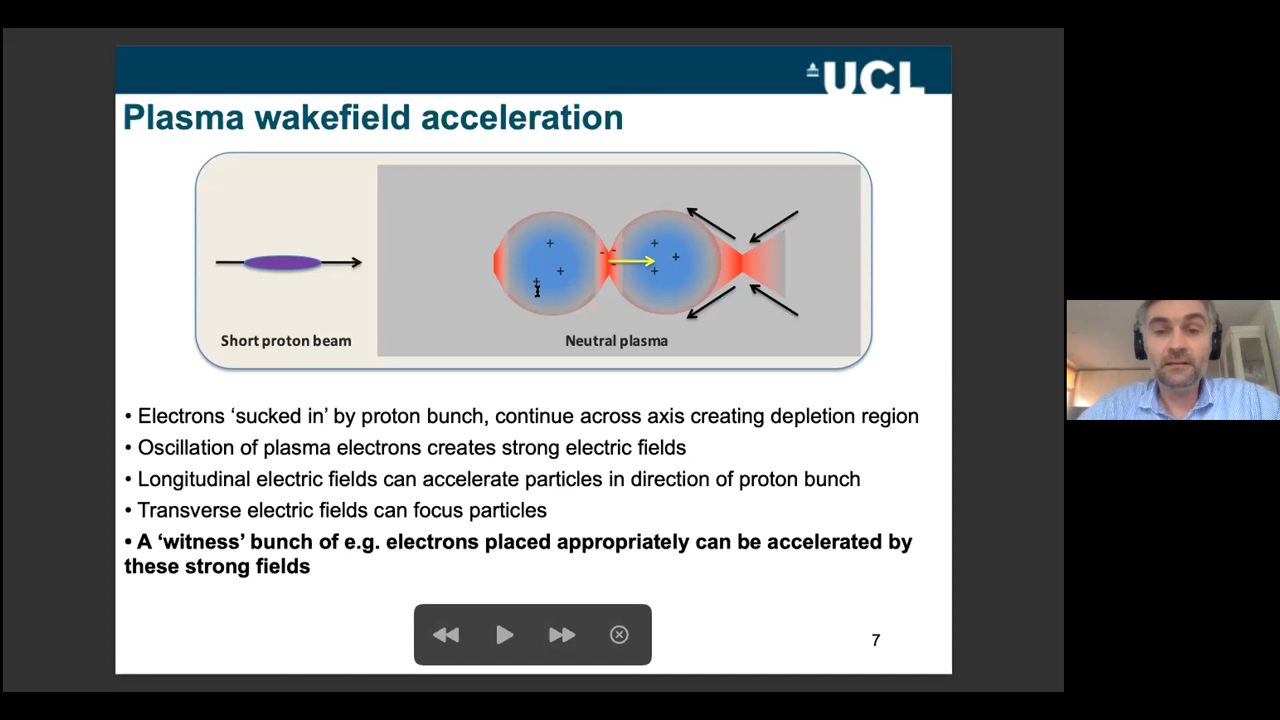 UCL
Plasma wakefield acceleration
+ + + + + + +
- -
Short proton beam
Neutral plasma
• Electrons ‘sucked in’ by proton bunch, continue across axis creating depletion region
• Oscillation of plasma electrons creates strong electric fields
• Longitudinal electric fields can accelerate particles in direction of proton bunch
• Transverse electric fields can focus particles
• A ‘witness’ bunch of e.g. electrons placed appropriately can be accelerated by
these strong fields
7